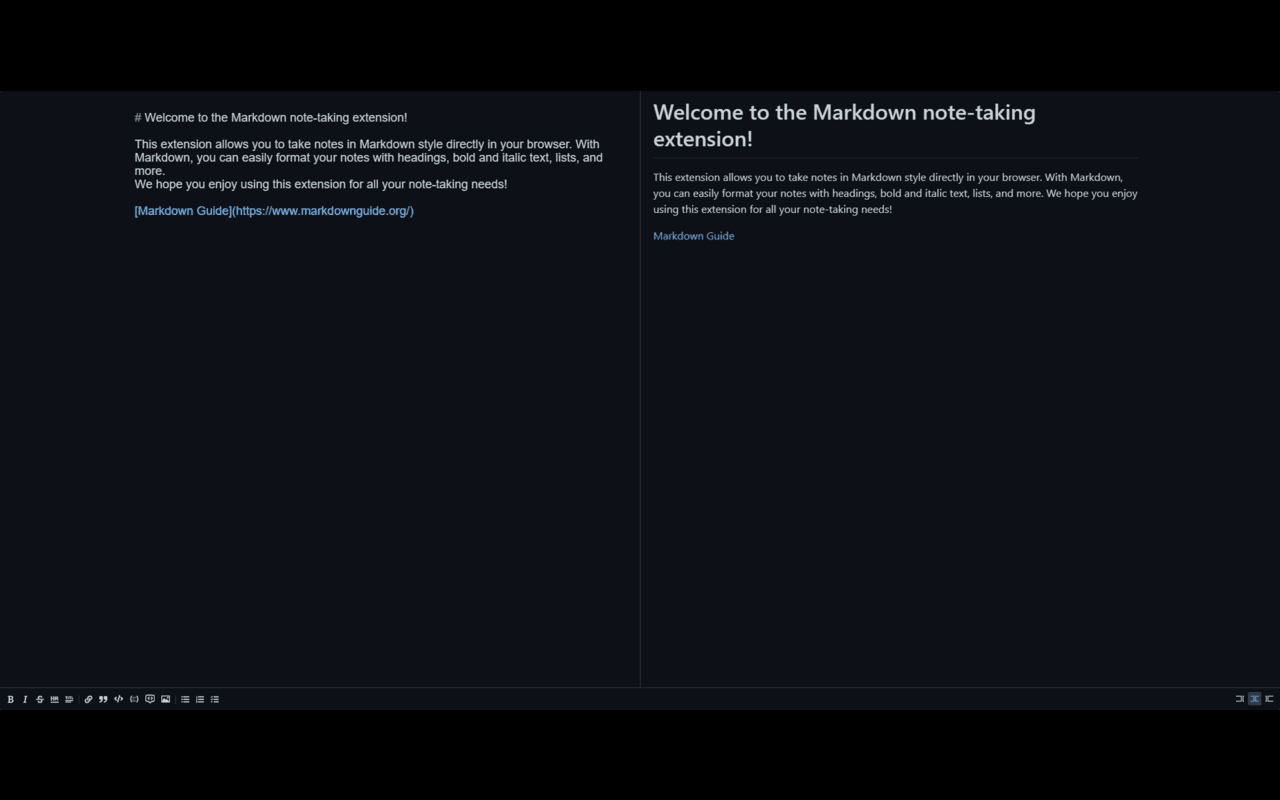 # Welcome to the Markdown note-taking extension!
This extension allows you to take notes in Markdown style directly in your browser. With
Markdown, you can easily format your notes with headings, bold and italic text, lists, and
more.
We hope you enjoy using this extension for all your note-taking needs!
[Markdown Guide](https://www.markdownguide.org/)
Welcome to the Markdown note-taking
extension!
This extension allows you to take notes in Markdown style directly in your browser. With Markdown,
you can easily format your notes with headings, bold and italic text, lists, and more. We hope you enjoy
using this extension for all your note-taking needs!
Markdown Guide
B I S